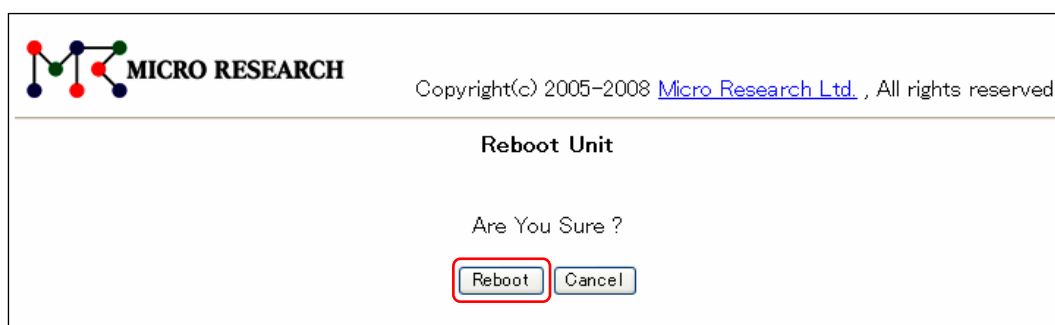 MICRO RESEARCH
Copyright(c) 2005-2008 Micro Research Ltd. , All rights reserved
Reboot Unit
Are You Sure ?
Reboot Cancel